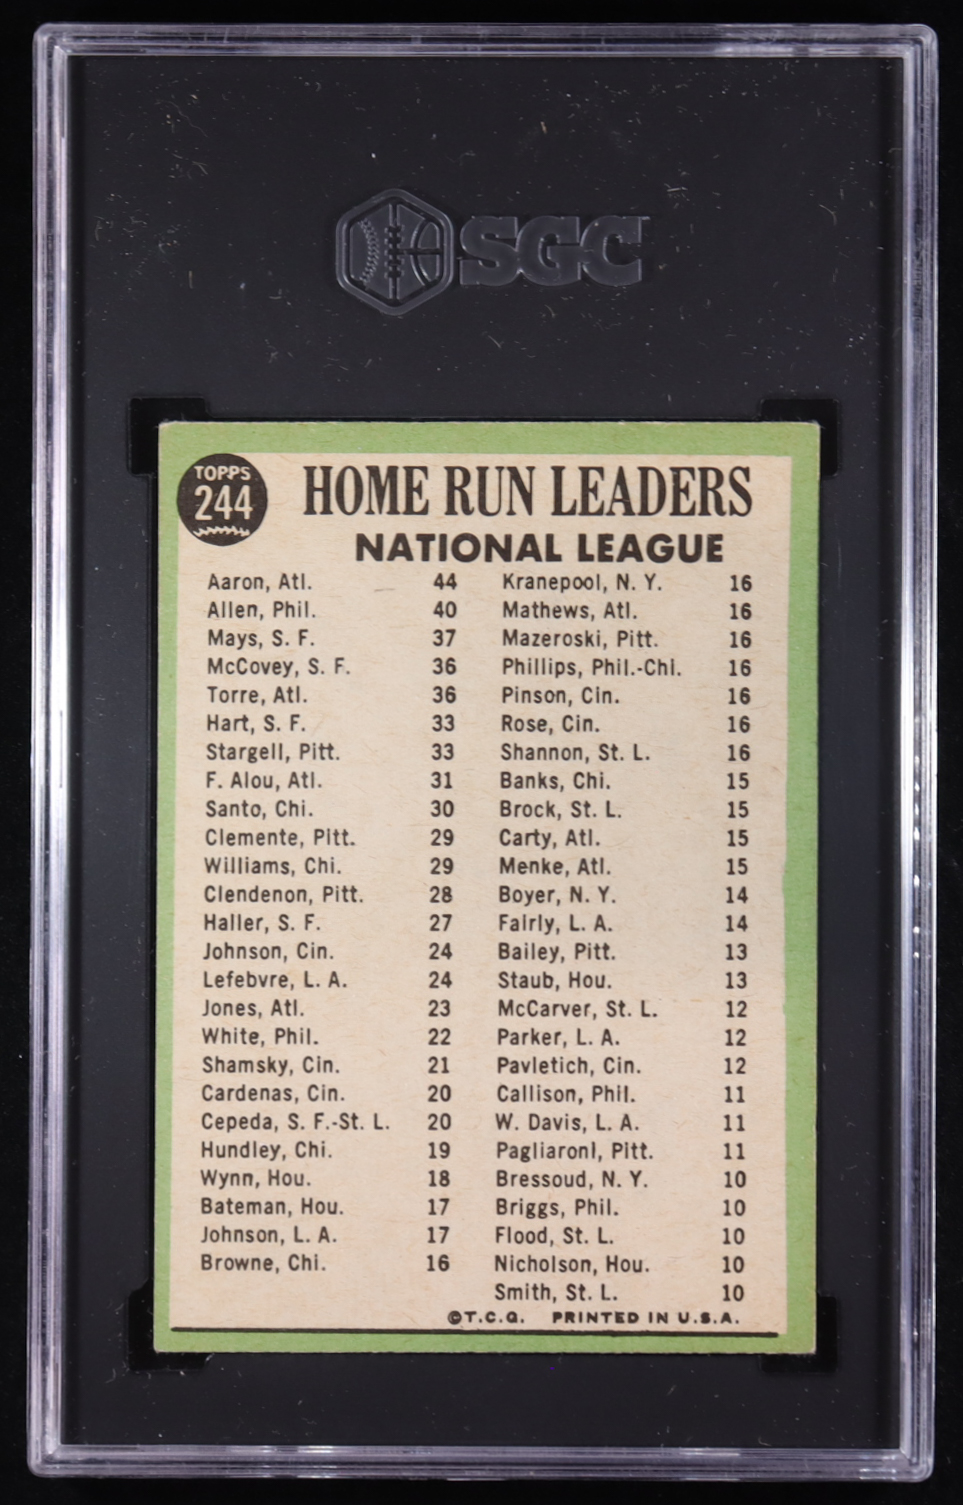 SGC
TOPPS
244
HOME RUN LEADERS
NATIONAL LEAGUE
Aaron, Atl. 44
Allen, Phil. 40
Mays, S. F. 37
McCovey, S. F. 36
Torre, Atl. 36
Hart, S. F. 33
Stargell, Pitt. 33
F. Alou, Atl. 31
Santo, Chi. 30
Clemente, Pitt. 29
Williams, Chi. 29
Clendenon, Pitt. 28
Haller, S. F. 27
Johnson, Cin. 24
Lefebvre, L. A. 24
Jones, Atl. 23
White, Phil. 22
Shamsky, Cin. 21
Cardenas, Cin. 20
Cepeda, S. F.-St. L. 20
Hundley, Chi. 19
Wynn, Hou. 18
Bateman, Hou. 17
Johnson, L. A. 17
Browne, Chi. 16
Kranepool, N. Y. 16
Mathews, Atl. 16
Mazeroski, Pitt. 16
Phillips, Phil.-Chi. 16
Pinson, Cin. 16
Rose, Cin. 16
Shannon, St. L. 16
Banks, Chi. 15
Brock, St. L. 15
Carty, Atl. 15
Menke, Atl. 15
Boyer, N. Y. 14
Fairly, L. A. 14
Bailey, Pitt. 13
Staub, Hou. 13
McCarver, St. L. 12
Parker, L. A. 12
Pavletich, Cin. 12
Callison, Phil. 11
W. Davis, L. A. 11
Pagliaroni, Pitt. 11
Bressoud, N. Y. 10
Briggs, Phil. 10
Flood, St. L. 10
Nicholson, Hou. 10
Smith, St. L. 10
©T.C.G. PRINTED IN U.S.A.